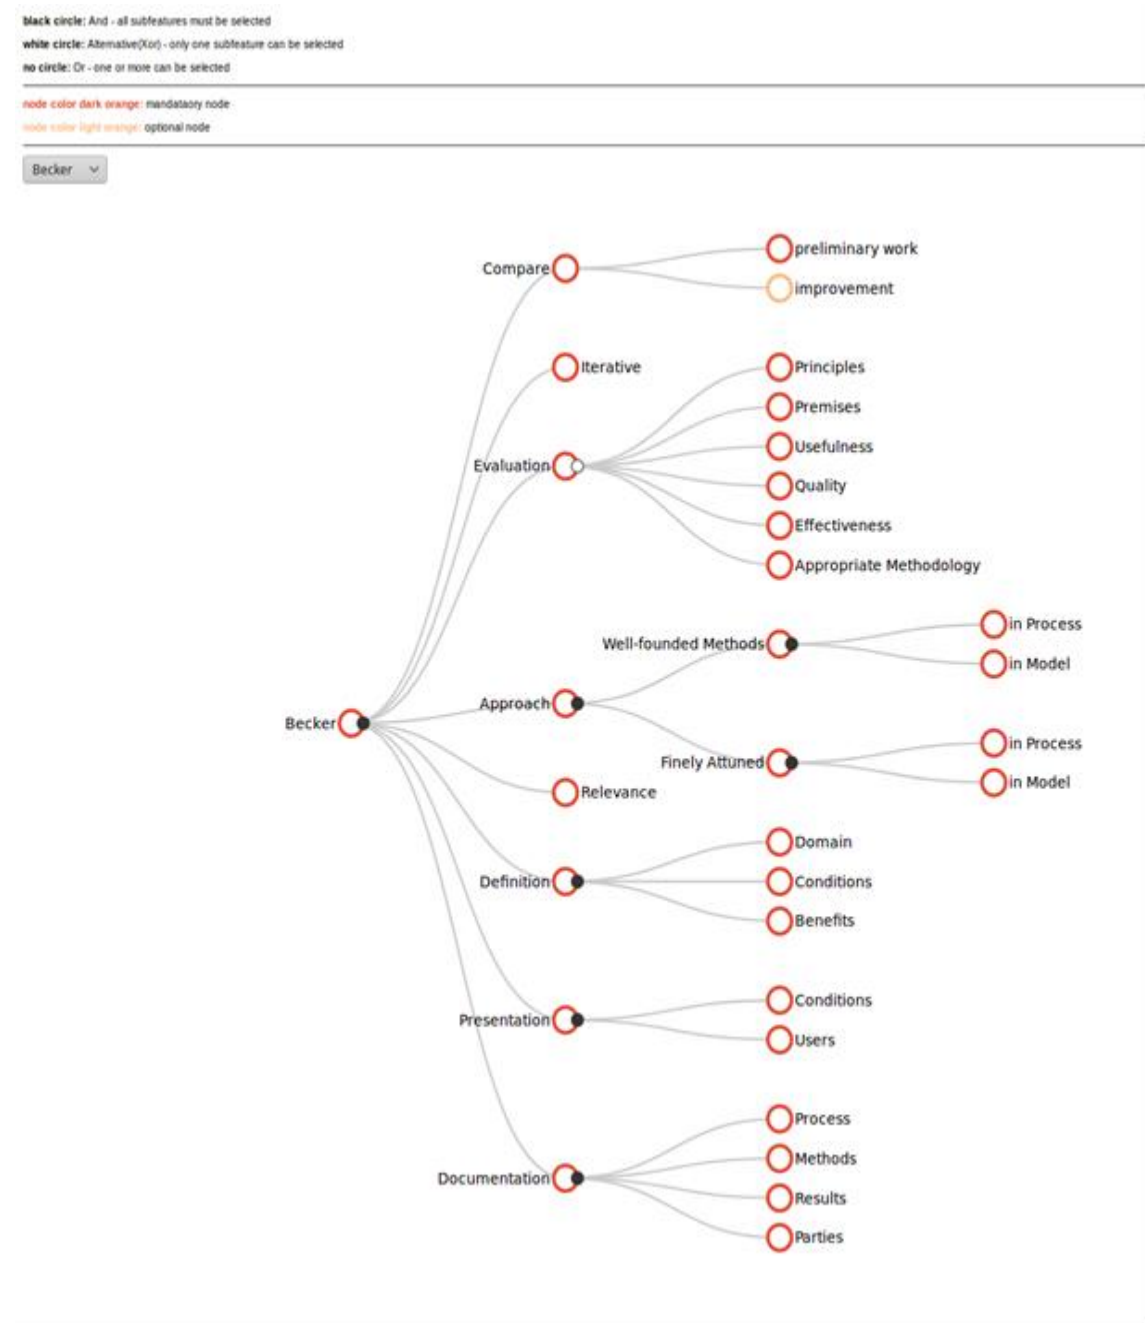 black circle: And - all subfeatures must be selected
white circle: Alternative(Xor) - only one subfeature can be selected
no circle: Or - one or more can be selected
node color dark orange: mandataory node
node color light orange: optional node
Becker
preliminary work
Compare
improvement
Iterative
Principles
Premises
Usefulness
Evaluation
Quality
Effectiveness
Appropriate Methodology
in Process
Well-founded Methods
in Model
Approach
Becker
in Process
Finely Attuned
in Model
Relevance
Domain
Definition
Conditions
Benefits
Conditions
Presentation
Users
Process
Methods
Documentation
Results
Parties